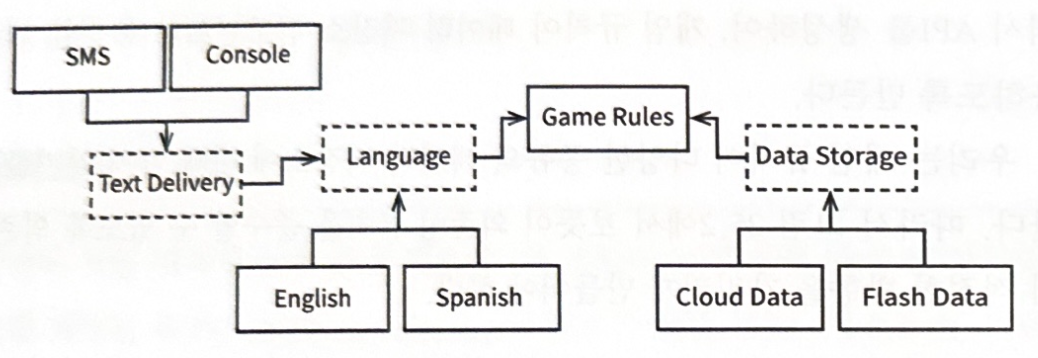 SMS
Console
Game Rules
Language
Data Storage
Text Delivery
English
Spanish
Cloud Data
Flash Data